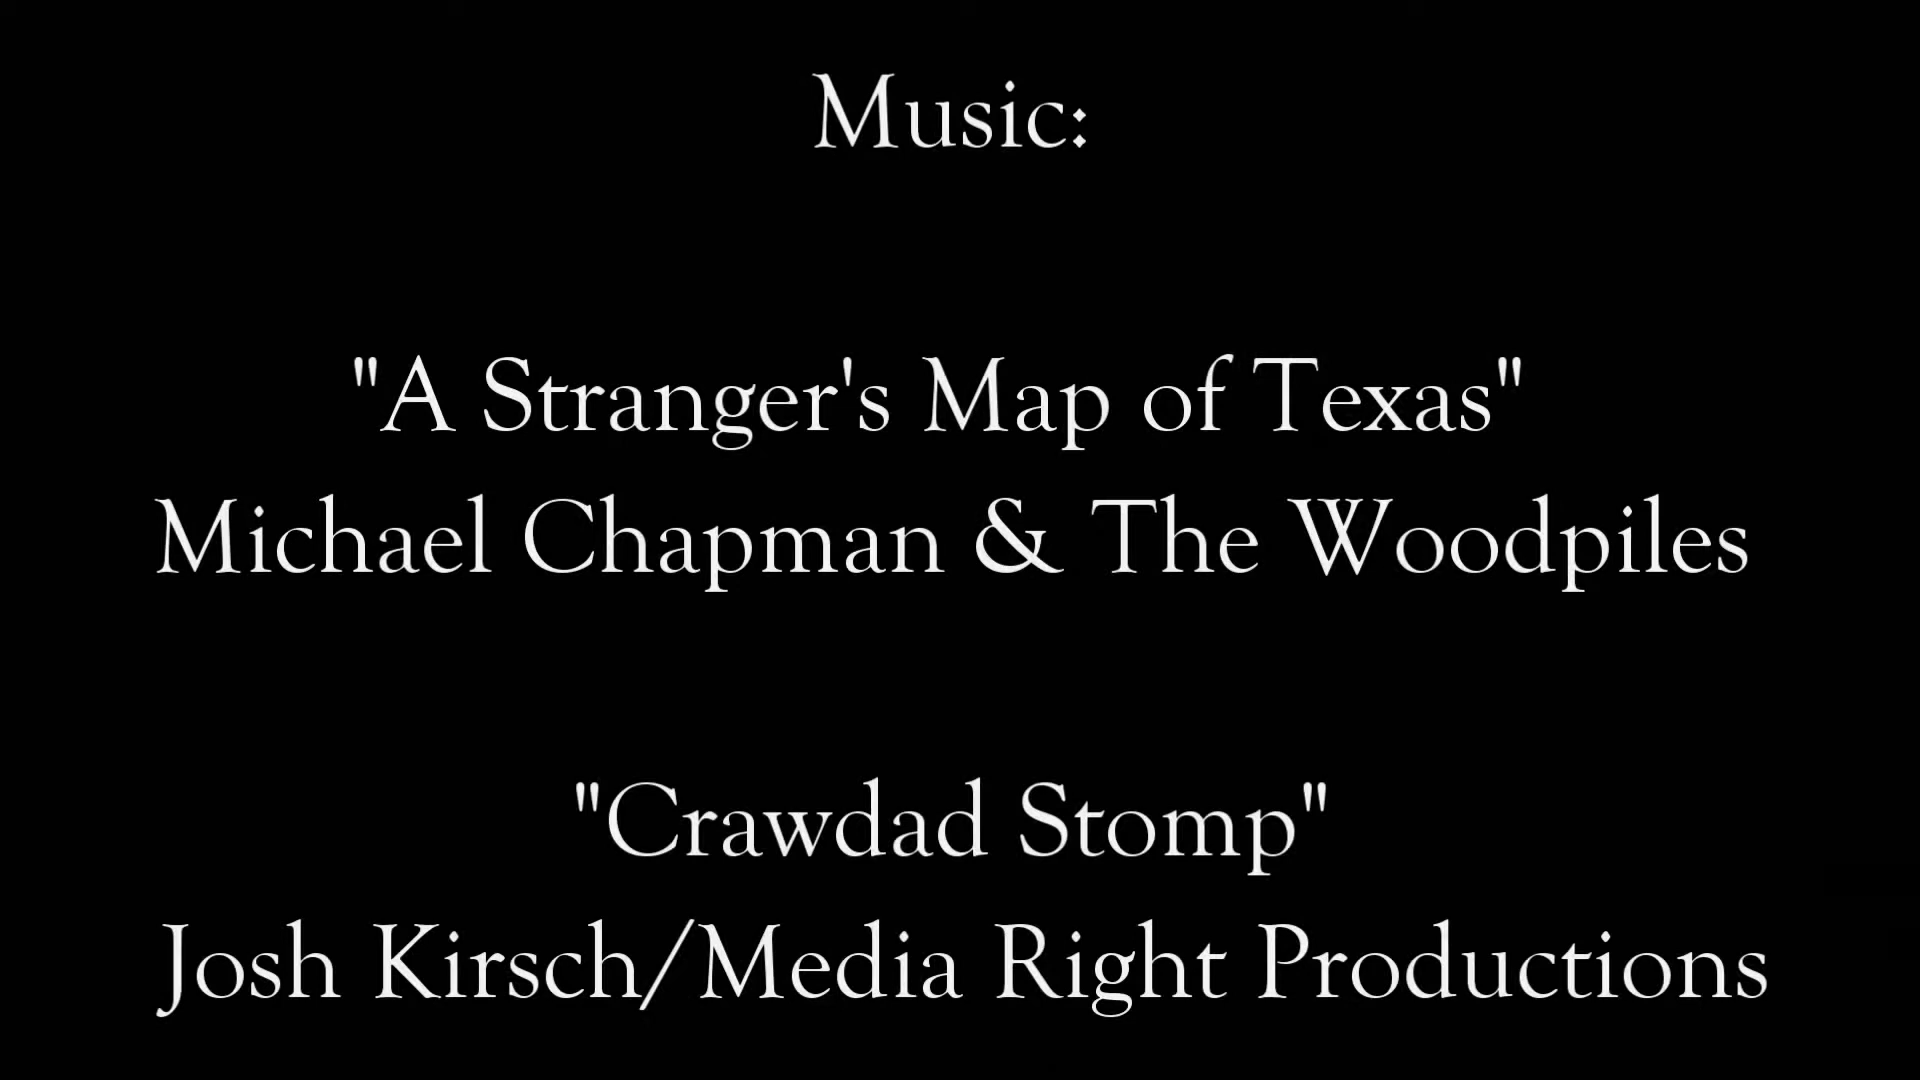 Music:
"A Stranger's Map of Texas"
Michael Chapman & The Woodpiles
"Crawdad Stomp"
Josh Kirsch/Media Right Productions